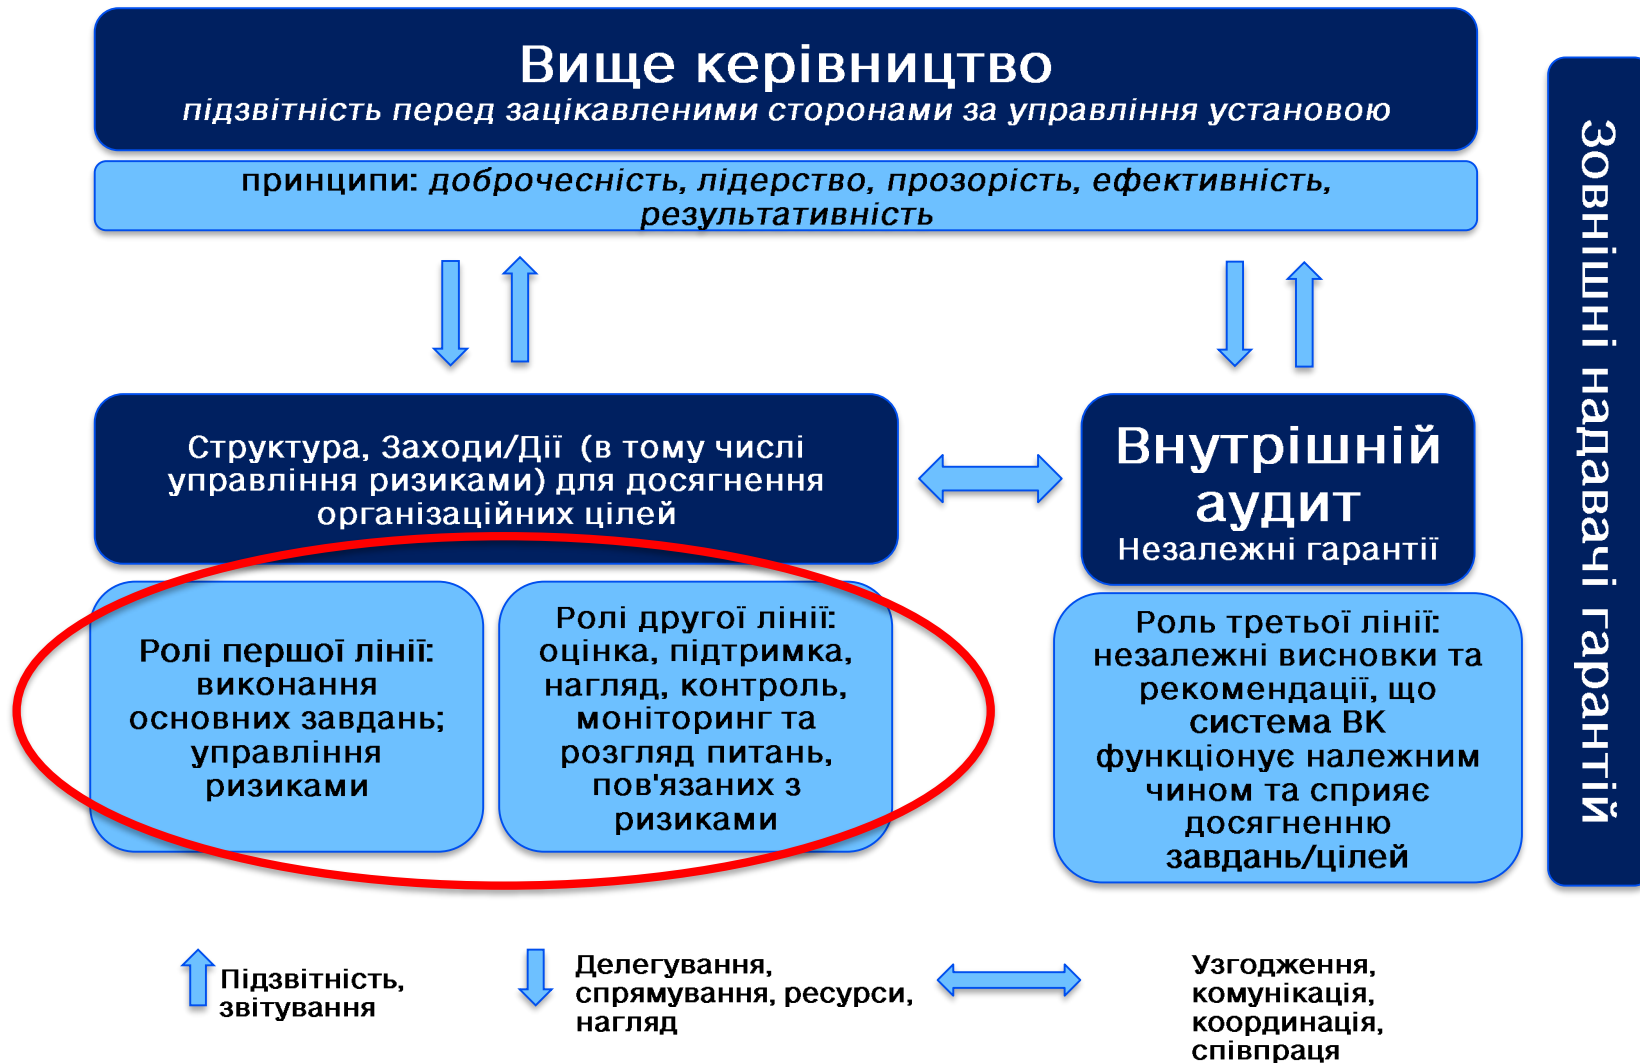 Вище керівництво
підзвітність перед зацікавленими сторонами за управління установою
принципи: доброчесність, лідерство, прозорість, ефективність,
результативність
Структура, Заходи/Дії (в тому числі
управління ризиками) для досягнення
організаційних цілей
Внутрішній
аудит
Незалежні гарантії
Ролі першої лінії:
виконання
основних завдань;
управління
ризиками
Ролі другої лінії:
оцінка, підтримка,
нагляд, контроль,
моніторинг та
розгляд питань,
пов'язаних з
ризиками
Роль третьої лінії:
незалежні висновки та
рекомендації, що
система ВК
функціонує належним
чином та сприяє
досягненню
завдань/цілей
Зовнішні надавачі гарантій
Підзвітність,
звітування
Делегування,
спрямування, ресурси,
нагляд
Узгодження,
комунікація,
координація,
співпраця